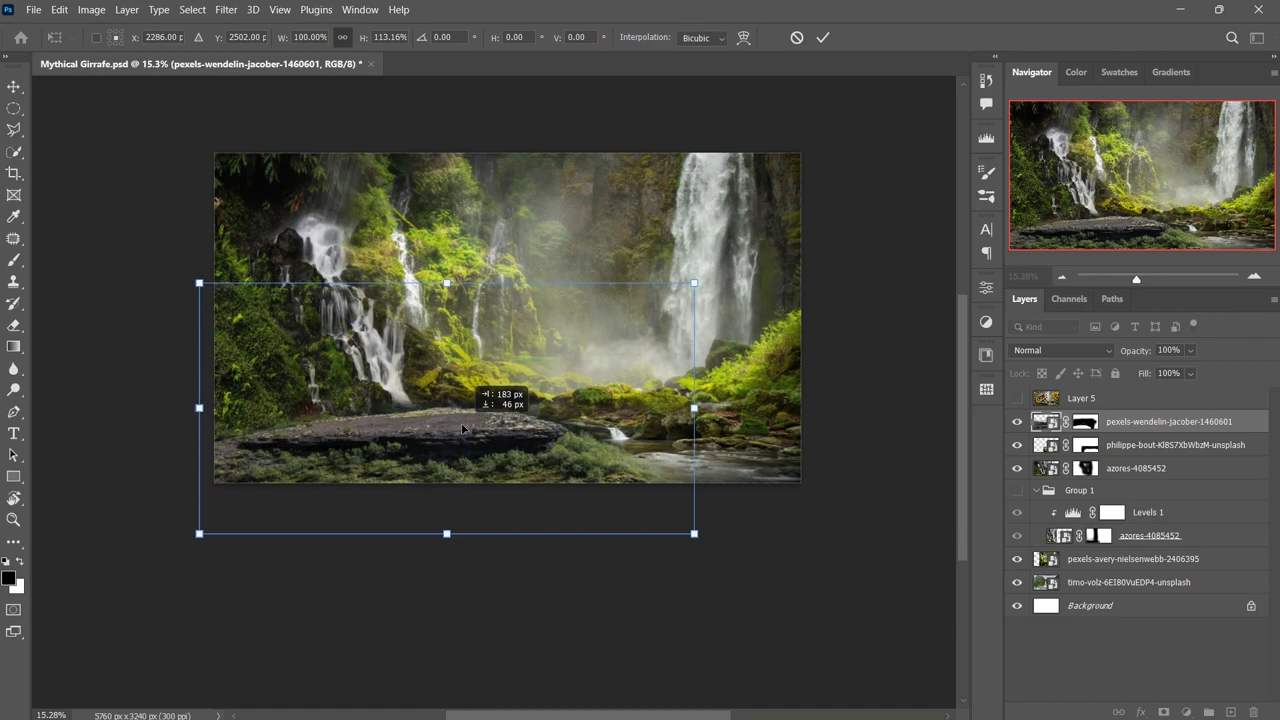 Ps File Edit Image Layer Type Select Filter 3D View Plugins Window Help
X: 2286.00 p Y: 2502.00 p W: 100.00% H: 113.16% 0.00 ° H: 0.00 ° V: 0.00 ° Interpolation: Bicubic
Mythical Girrafe.psd @ 15.3% (pexels-wendelin-jacober-1460601, RGB/8) * ×
Navigator Color Swatches Gradients
15.28%
Layers Channels Paths
Kind
Normal Opacity: 100%
Lock: Fill: 100%
Layer 5
pexels-wendelin-jacober-1460601
philippe-bout-Kl8S7XbWbzM-unsplash
azores-4085452
Group 1
Levels 1
azores-4085452
pexels-avery-nielsenwebb-2406395
timo-volz-6EI80VuEDP4-unsplash
Background
: 183 px
: 46 px
15.28% 5760 px x 3240 px (300 ppi)